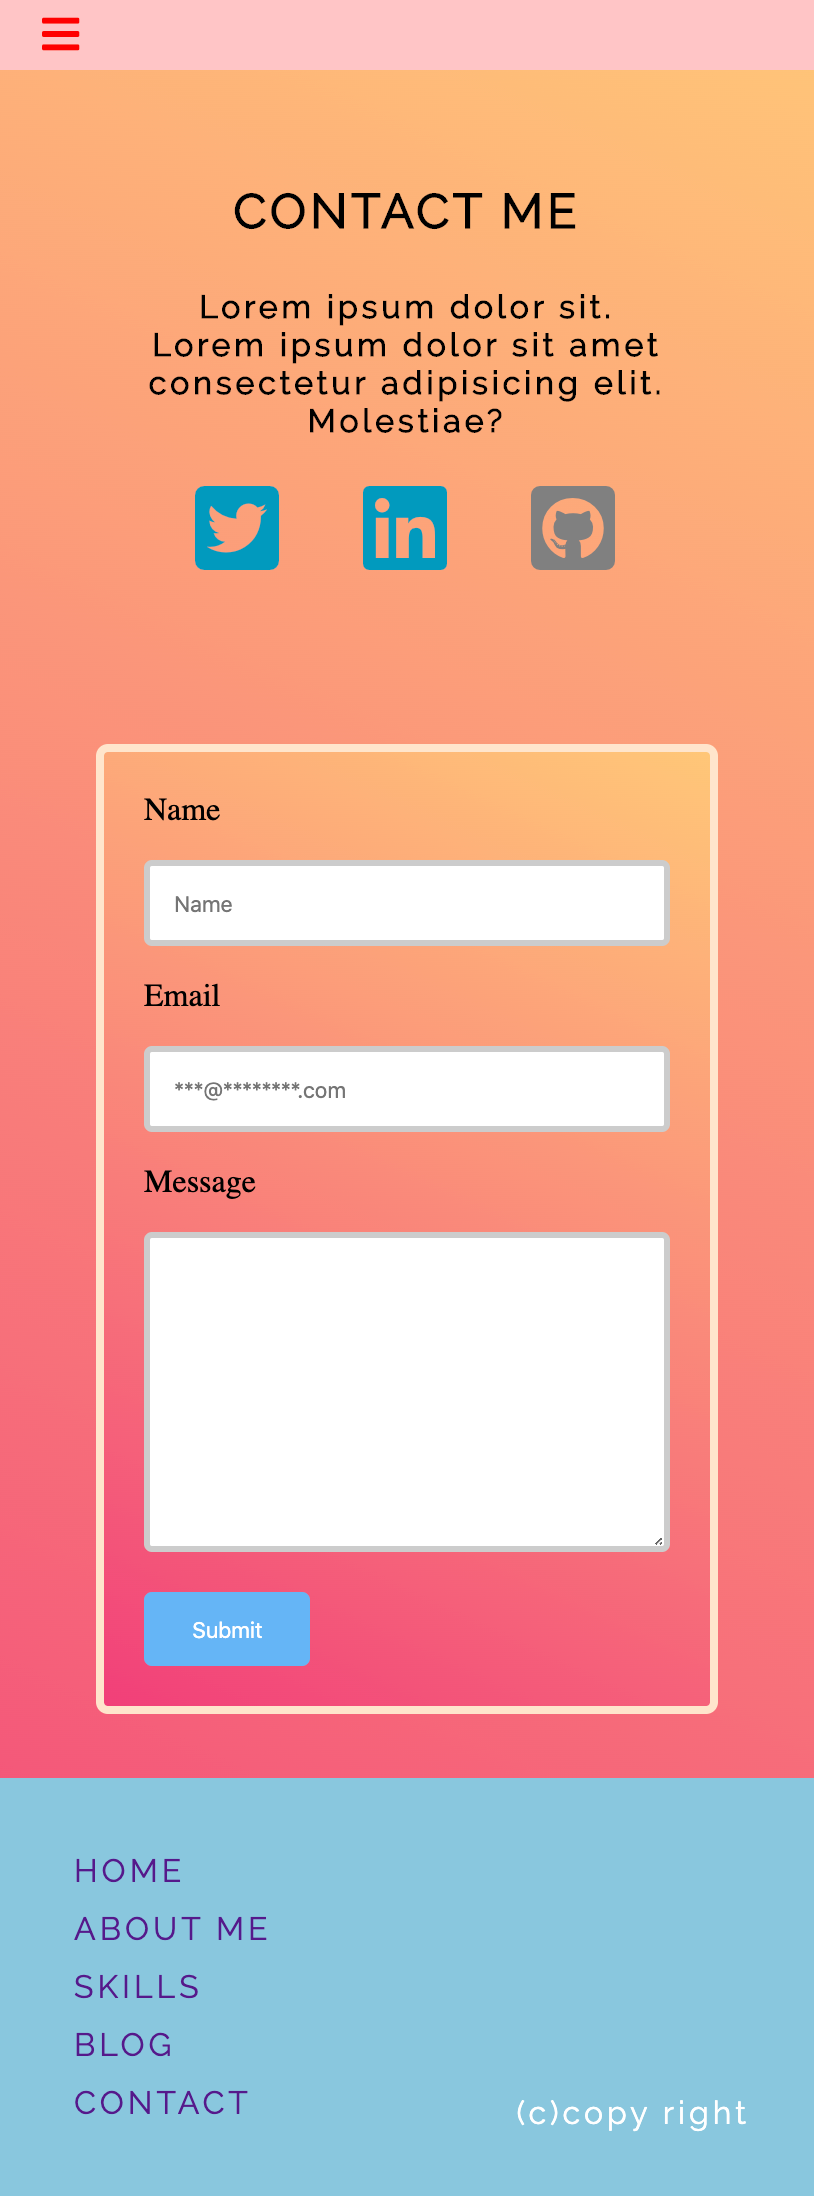 CONTACT ME
Lorem ipsum dolor sit.
Lorem ipsum dolor sit amet
consectetur adipisicing elit.
Molestiae?
in
Name
Name
Email
***@********.com
Message
Submit
HOME
ABOUT ME
SKILLS
BLOG
CONTACT
(c)copy right